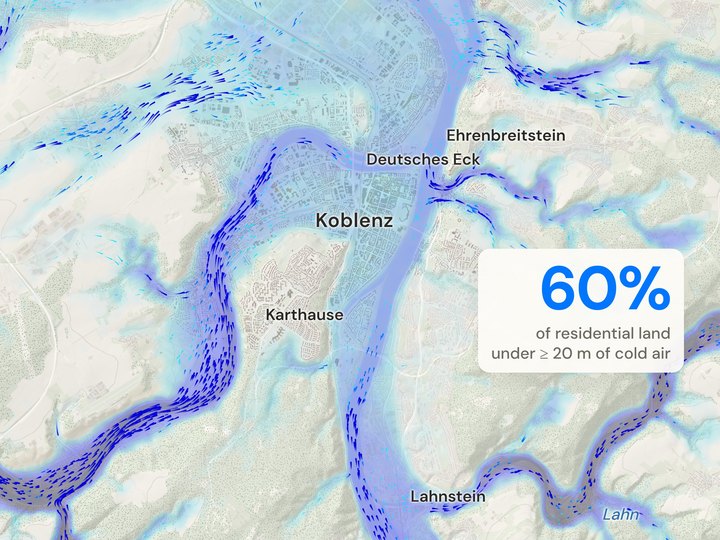 Ehrenbreitstein
Deutsches Eck
Koblenz
60%
of residential land
under ≥ 20 m of cold air
Karthause
Lahnstein
Lahn